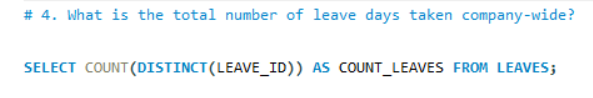 # 4. What is the total number of leave days taken company-wide?
SELECT COUNT(DISTINCT(LEAVE_ID)) AS COUNT_LEAVES FROM LEAVES;